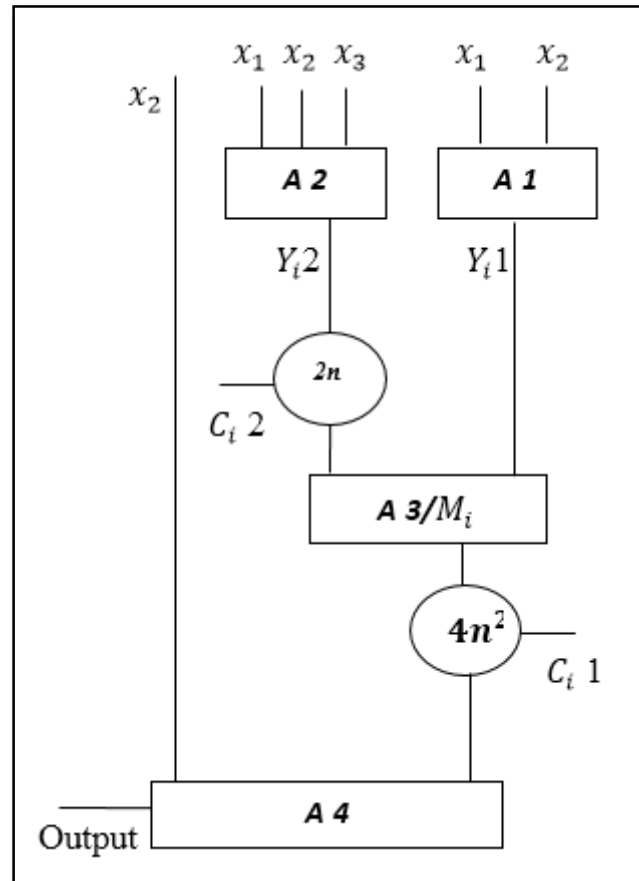 x₁ x₂ x₃ x₁ x₂
x₂
A 2 A 1
Yᵢ2 Yᵢ1
2n
Cᵢ 2
A 3/Mᵢ
4n²
Cᵢ 1
A 4
Output